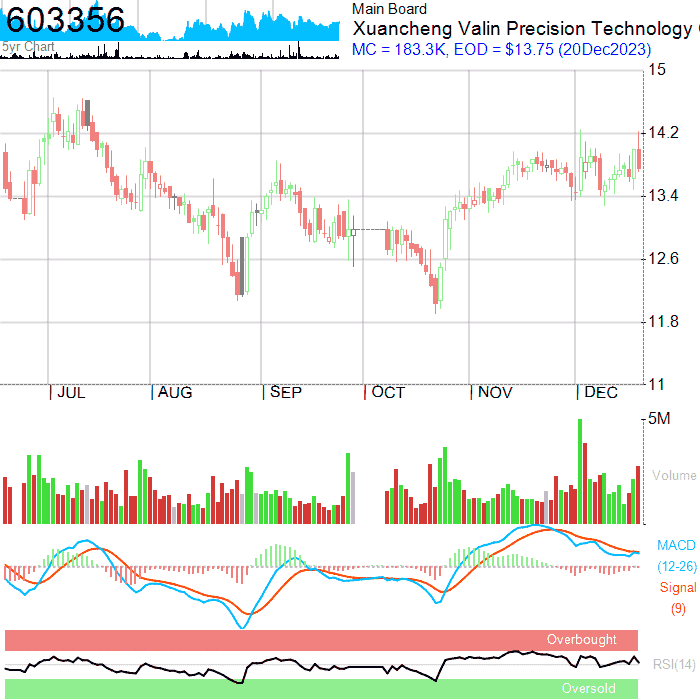 603356
5yr Chart
Main Board
Xuancheng Valin Precision Technology
MC = 183.3K, EOD = $13.75 (20Dec2023)
15
14.2
13.4
12.6
11.8
11
JUL AUG SEP OCT NOV DEC
5M
Volume
MACD
(12-26)
Signal
(9)
Overbought
RSI(14)
Oversold